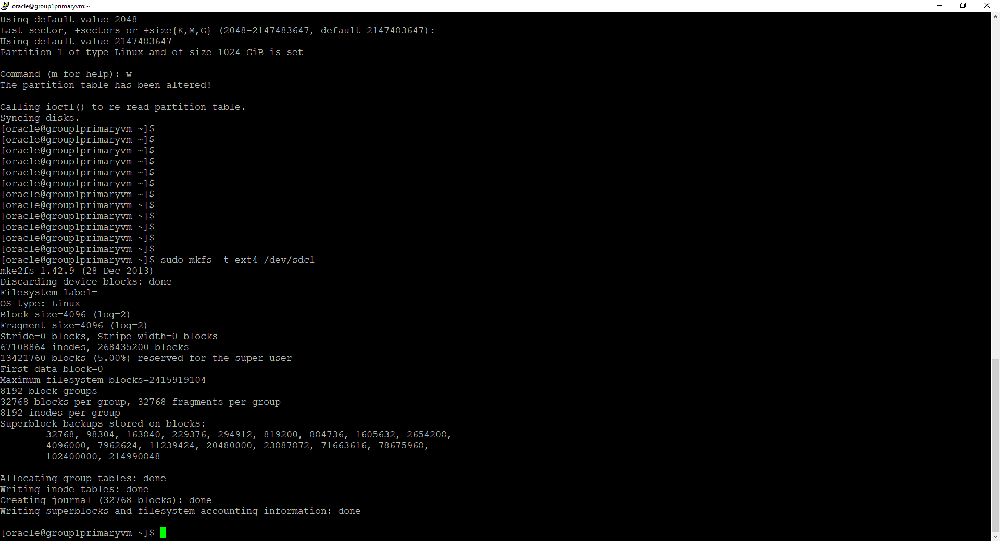 oracle@group1primaryvm:~
Using default value 2048
Last sector, +sectors or +size{K,M,G} (2048-2147483647, default 2147483647):
Using default value 2147483647
Partition 1 of type Linux and of size 1024 GiB is set
Command (m for help): w
The partition table has been altered!
Calling ioctl() to re-read partition table.
Syncing disks.
[oracle@group1primaryvm ~]$
[oracle@group1primaryvm ~]$
[oracle@group1primaryvm ~]$
[oracle@group1primaryvm ~]$
[oracle@group1primaryvm ~]$
[oracle@group1primaryvm ~]$
[oracle@group1primaryvm ~]$
[oracle@group1primaryvm ~]$
[oracle@group1primaryvm ~]$
[oracle@group1primaryvm ~]$
[oracle@group1primaryvm ~]$
[oracle@group1primaryvm ~]$
[oracle@group1primaryvm ~]$ sudo mkfs -t ext4 /dev/sdc1
mke2fs 1.42.9 (28-Dec-2013)
Discarding device blocks: done
Filesystem label=
OS type: Linux
Block size=4096 (log=2)
Fragment size=4096 (log=2)
Stride=0 blocks, Stripe width=0 blocks
67108864 inodes, 268435200 blocks
13421760 blocks (5.00%) reserved for the super user
First data block=0
Maximum filesystem blocks=2415919104
8192 block groups
32768 blocks per group, 32768 fragments per group
8192 inodes per group
Superblock backups stored on blocks:
32768, 98304, 163840, 229376, 294912, 819200, 884736, 1605632, 2654208,
4096000, 7962624, 11239424, 20480000, 23887872, 71663616, 78675968,
102400000, 214990848
Allocating group tables: done
Writing inode tables: done
Creating journal (32768 blocks): done
Writing superblocks and filesystem accounting information: done
[oracle@group1primaryvm ~]$